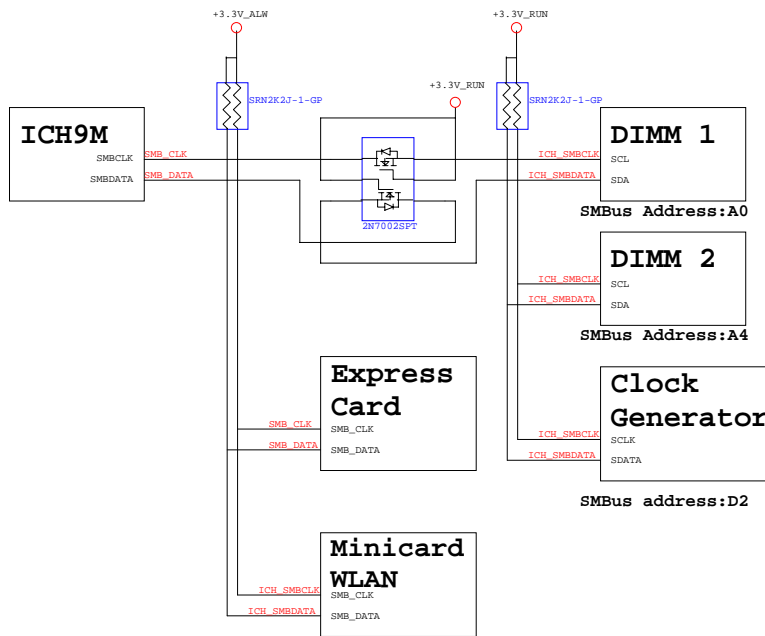 +3.3V_ALW
+3.3V_RUN
+3.3V_RUN
SRN2K2J-1-GP
SRN2K2J-1-GP
ICH9M
SMBCLK
SMB_CLK
SMBDATA
SMB_DATA
2N7002SPT
DIMM 1
ICH_SMBCLK
SCL
ICH_SMBDATA
SDA
SMBus Address:A0
DIMM 2
ICH_SMBCLK
SCL
ICH_SMBDATA
SDA
SMBus Address:A4
Express
Card
SMB_CLK
SMB_CLK
SMB_DATA
SMB_DATA
Clock
Generator
ICH_SMBCLK
SCLK
ICH_SMBDATA
SDATA
SMBus address:D2
Minicard
WLAN
ICH_SMBCLK
SMB_CLK
ICH_SMBDATA
SMB_DATA